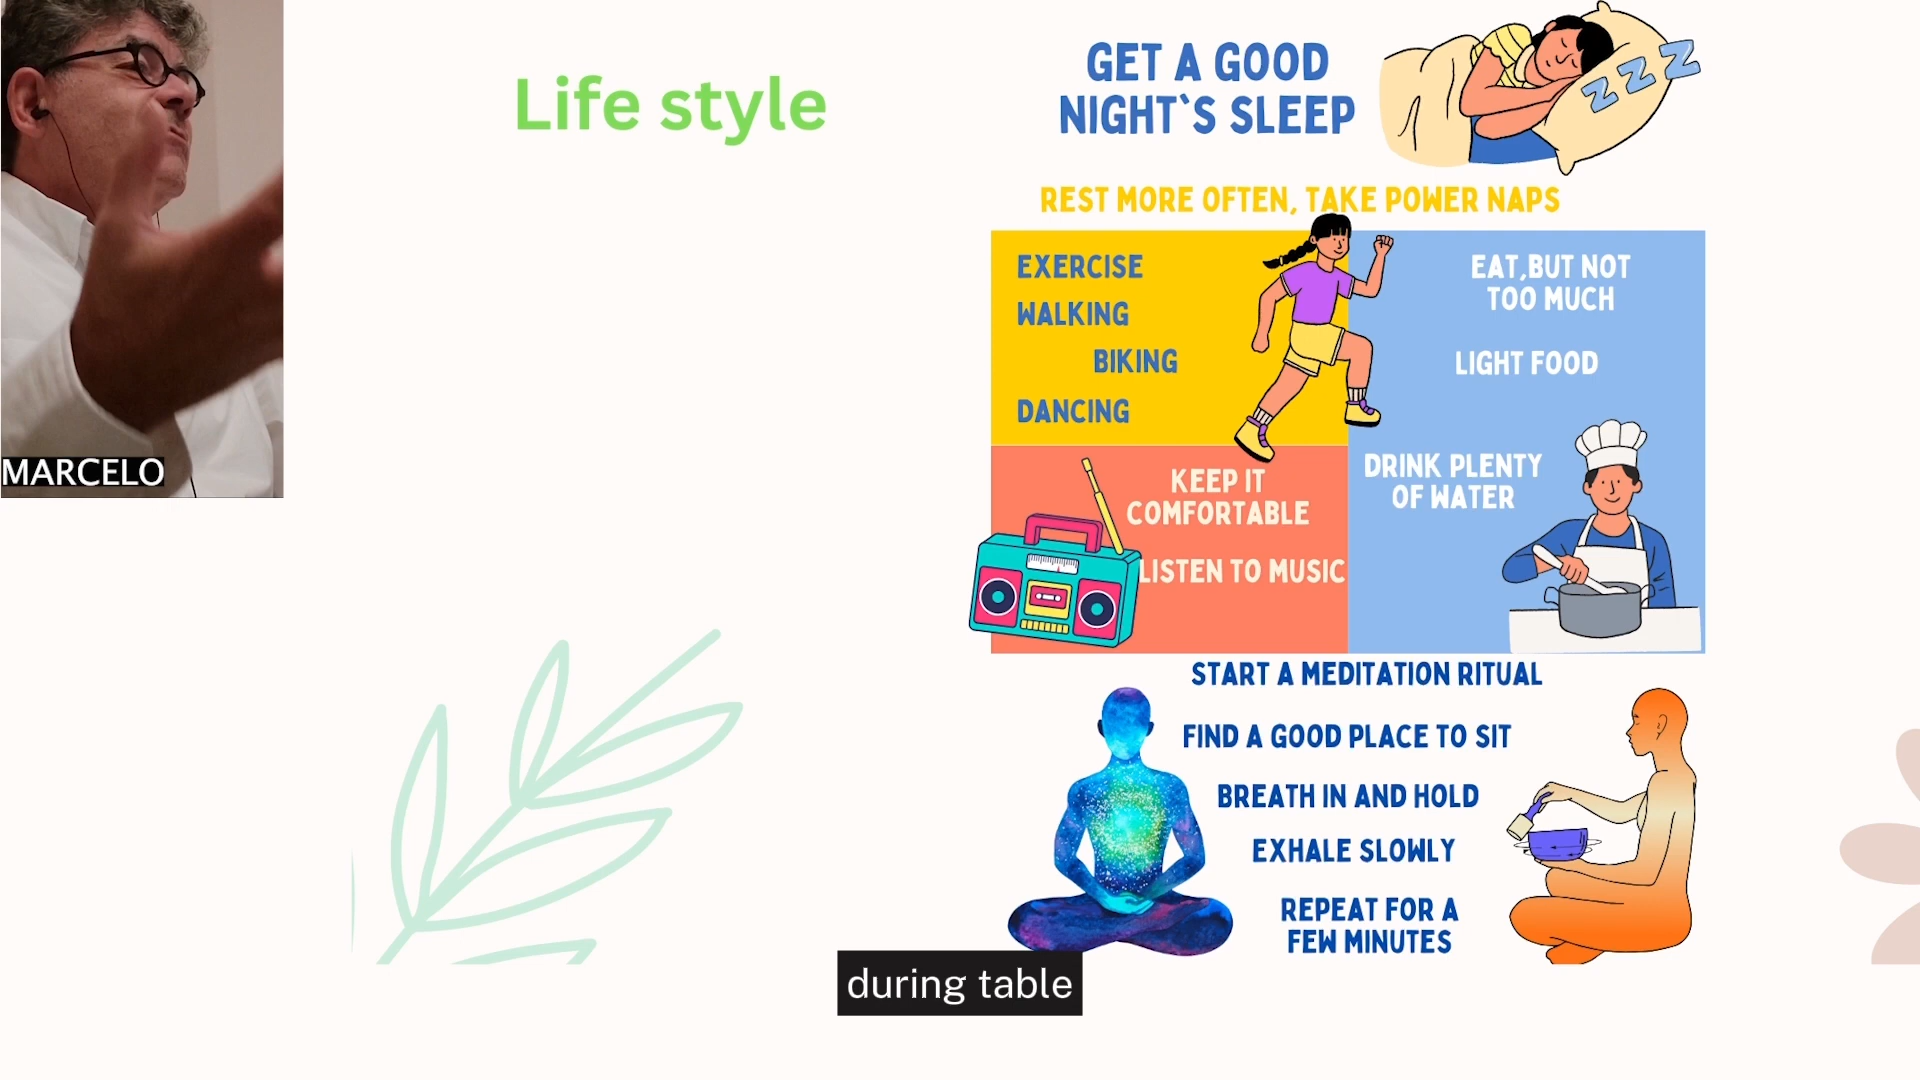 MARCELO
Life style
GET A GOOD
NIGHT`S SLEEP
Z Z Z
REST MORE OFTEN, TAKE POWER NAPS
EXERCISE
WALKING
BIKING
DANCING
EAT,BUT NOT
TOO MUCH
LIGHT FOOD
DRINK PLENTY
OF WATER
KEEP IT
COMFORTABLE
LISTEN TO MUSIC
START A MEDITATION RITUAL
FIND A GOOD PLACE TO SIT
BREATH IN AND HOLD
EXHALE SLOWLY
REPEAT FOR A
FEW MINUTES
during table